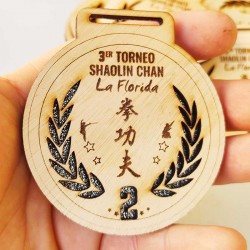 3ER TORNEO
SHAOLIN CHAN
La Florida
拳
功
夫
2